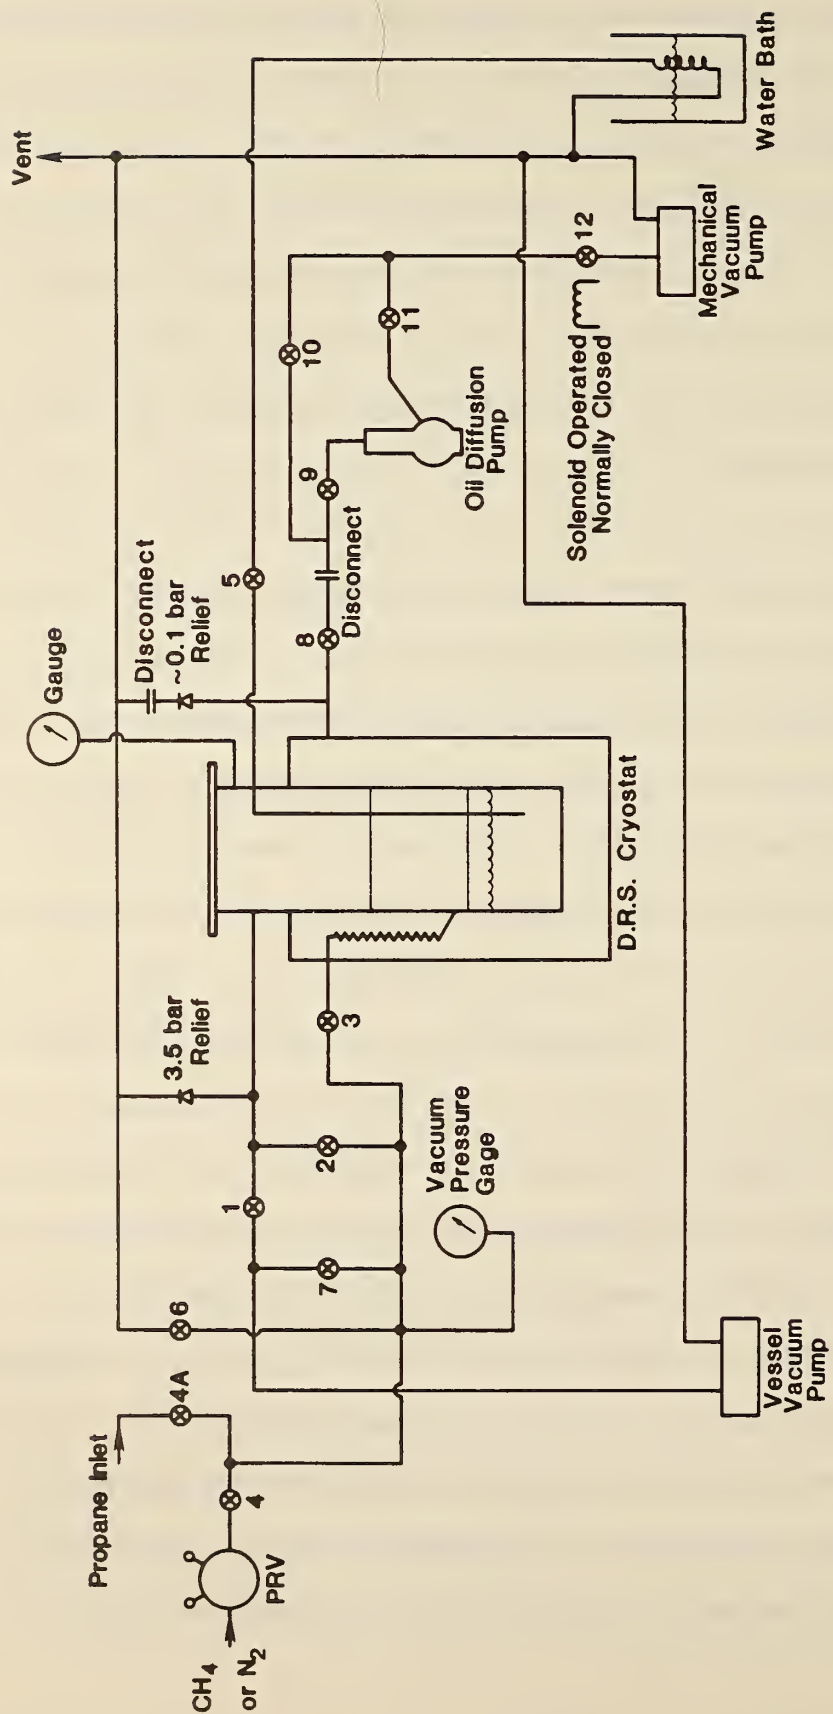 Vent
Gauge
Disconnect
~0.1 bar
Relief
3.5 bar
Relief
Propane Inlet
4A
6
CH4
or N2
PRV
4
1
5
7
2
3
8
Disconnect
9
10
11
12
Oil Diffusion
Pump
Solenoid Operated
Normally Closed
Mechanical
Vacuum
Pump
Water Bath
Vacuum
Pressure
Gage
D.R.S. Cryostat
Vessel
Vacuum
Pump